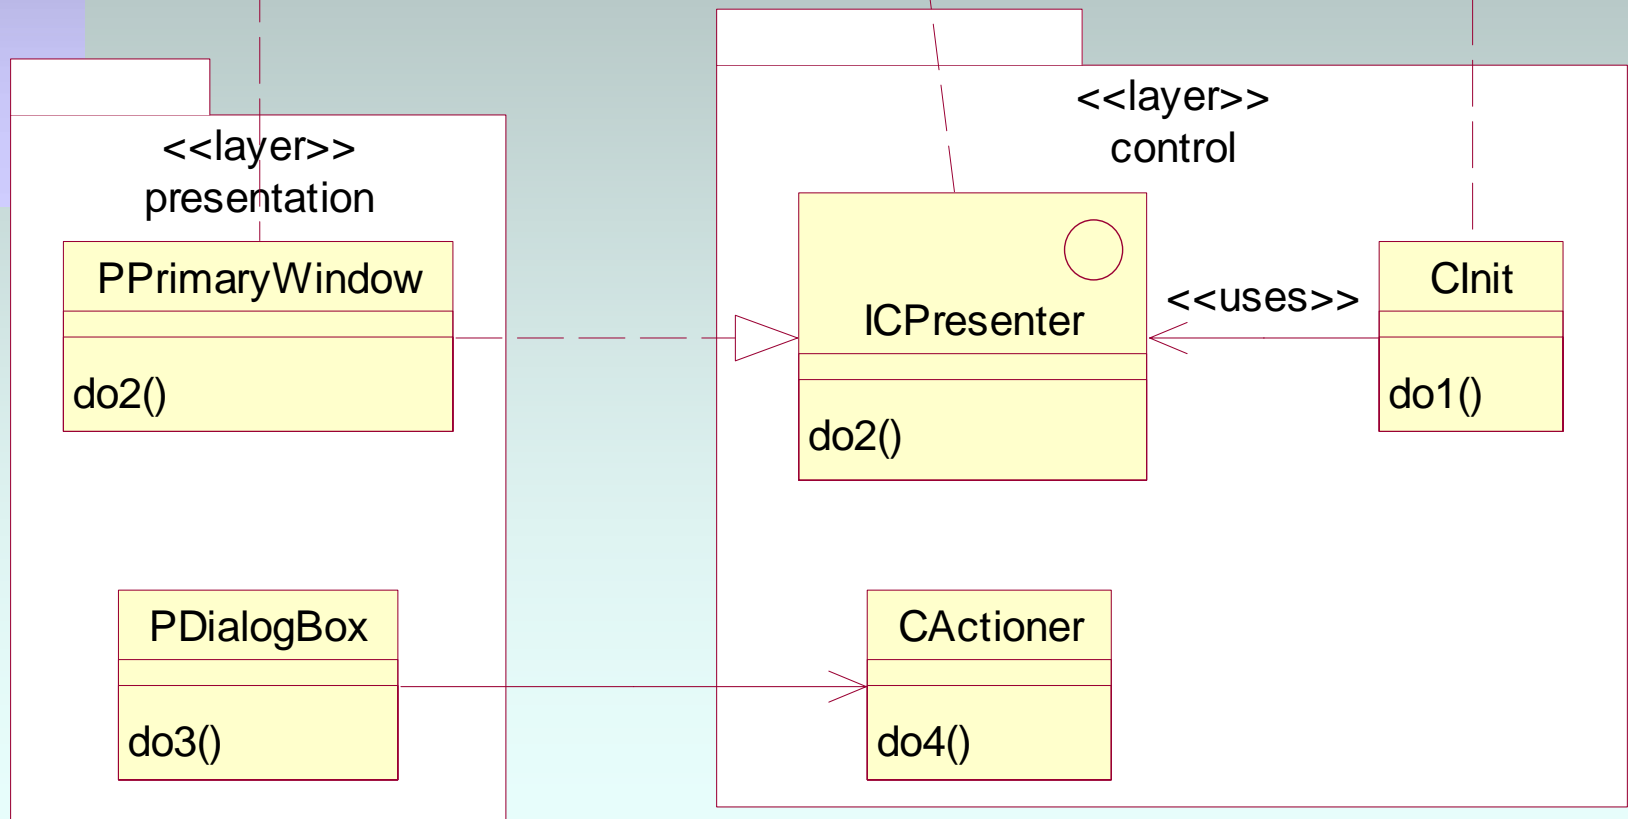 <<layer>>
presentation
PPrimaryWindow
do2()
PDialogBox
do3()
<<layer>>
control
ICPresenter
do2()
<<uses>>
CInit
do1()
CActioner
do4()